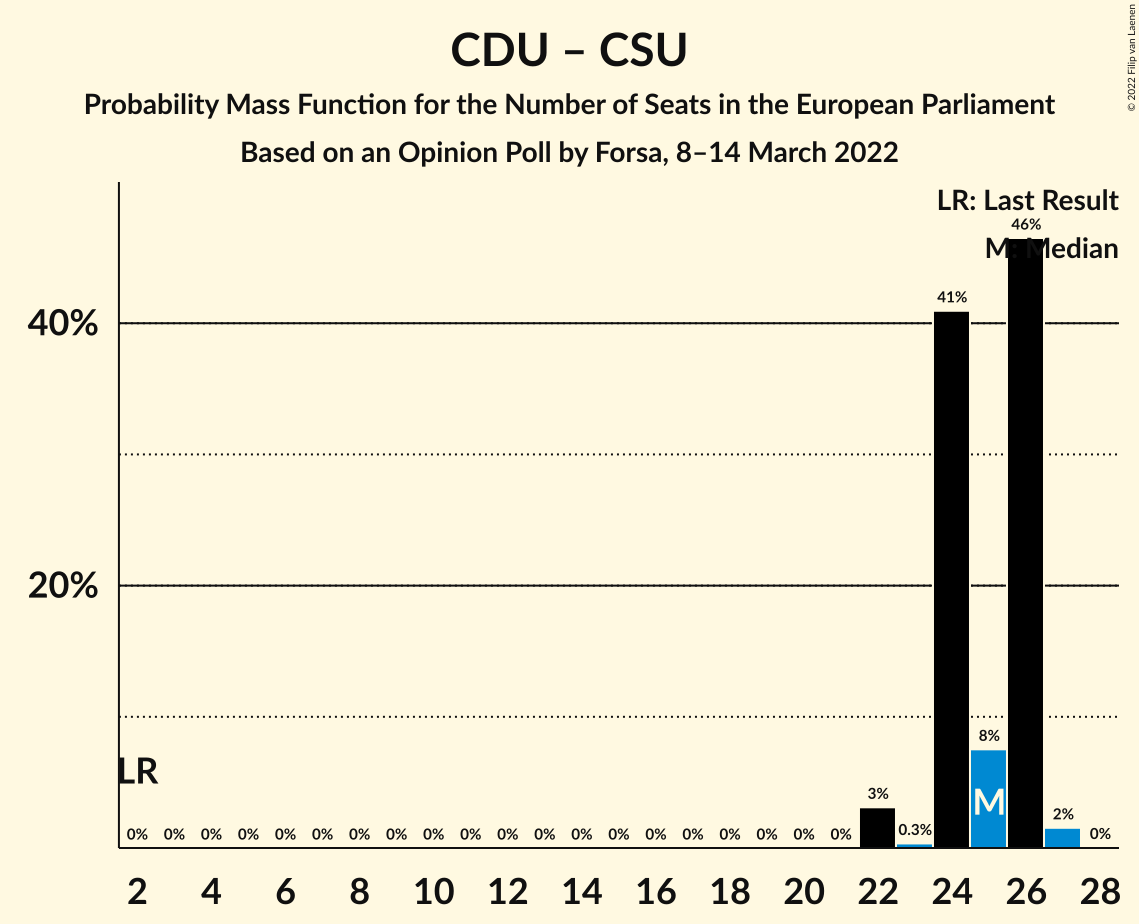 CDU – CSU
Probability Mass Function for the Number of Seats in the European Parliament
Based on an Opinion Poll by Forsa, 8–14 March 2022
© 2022 Filip van Laenen
LR: Last Result
46%
M: Median
41%
40%
20%
8%
LR
3%
M
2%
0% 0% 0% 0% 0% 0% 0% 0% 0% 0% 0% 0% 0% 0% 0% 0% 0% 0% 0% 0% 0.3% 0%
2 4 6 8 10 12 14 16 18 20 22 24 26 28